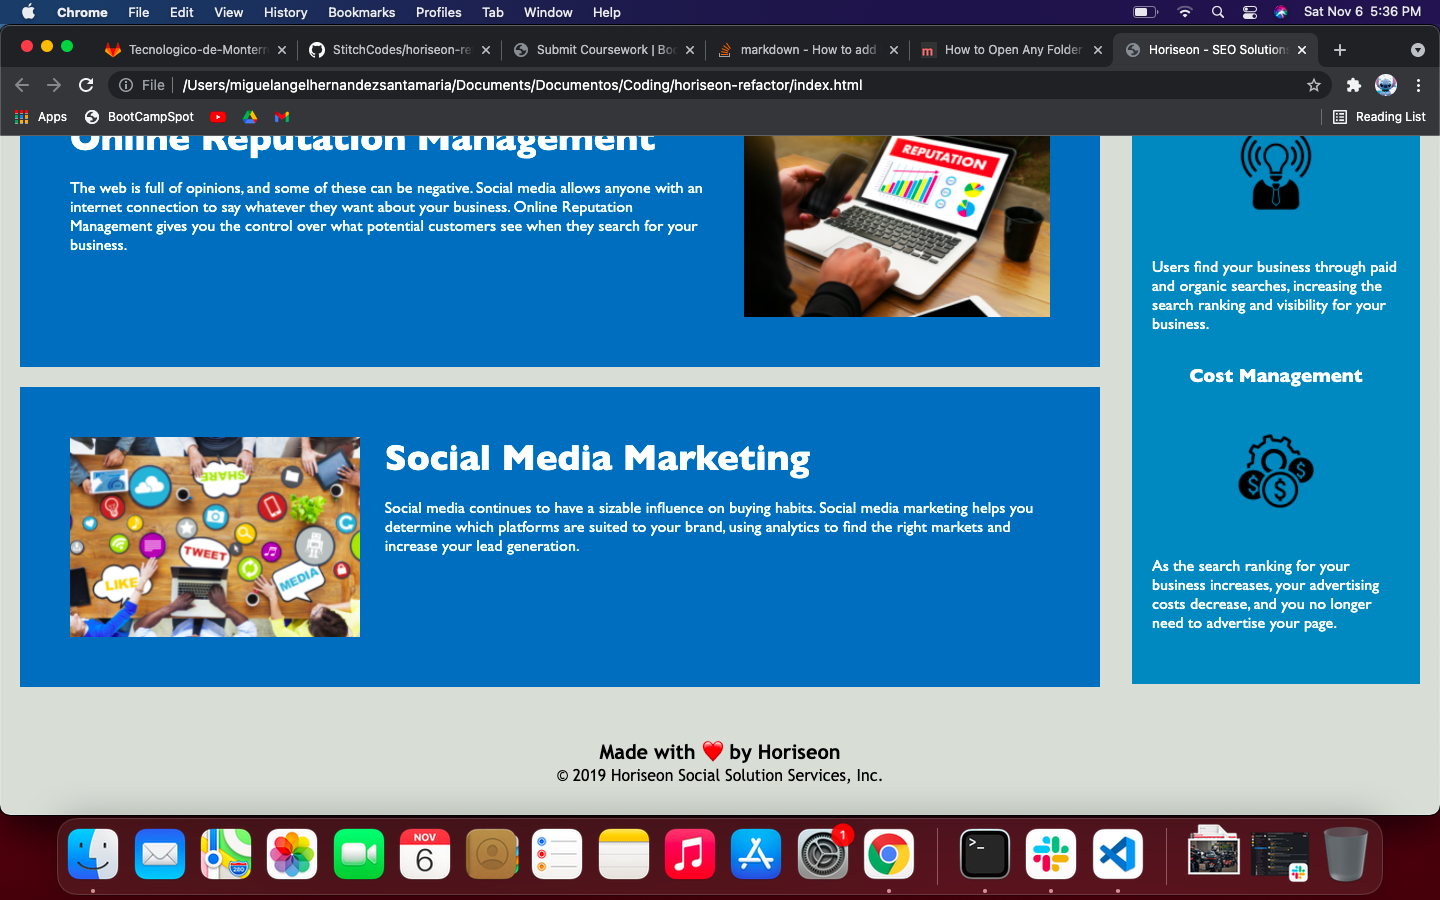 Chrome File Edit View History Bookmarks Profiles Tab Window Help Sat Nov 6 5:36 PM
Tecnologico-de-Monterr StitchCodes/horiseon-re Submit Coursework | Boo markdown - How to add m How to Open Any Folder Horiseon - SEO Solution
File /Users/miguelangelhernandezsantamaria/Documents/Documentos/Coding/horiseon-refactor/index.html
Apps BootCampSpot Reading List
Online Reputation Management
The web is full of opinions, and some of these can be negative. Social media allows anyone with an
internet connection to say whatever they want about your business. Online Reputation
Management gives you the control over what potential customers see when they search for your
business.
REPUTATION
Users find your business through paid
and organic searches, increasing the
search ranking and visibility for your
business.
Cost Management
$
$
$
As the search ranking for your
business increases, your advertising
costs decrease, and you no longer
need to advertise your page.
SHARE
TWEET
LIKE
MEDIA
Social Media Marketing
Social media continues to have a sizable influence on buying habits. Social media marketing helps you
determine which platforms are suited to your brand, using analytics to find the right markets and
increase your lead generation.
Made with ❤️ by Horiseon
© 2019 Horiseon Social Solution Services, Inc.
280
NOV
6
1
>_